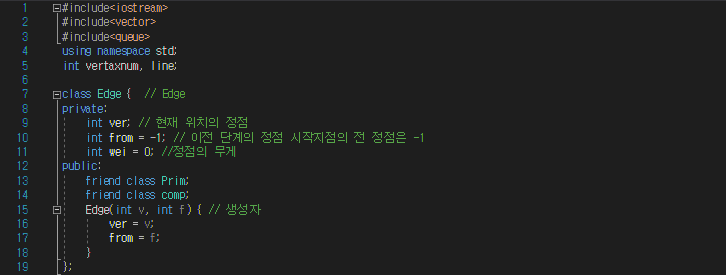 1 #include<iostream>
2 #include<vector>
3 #include<queue>
4 using namespace std;
5 int vertaxnum, line;
6
7 class Edge { // Edge
8 private:
9 int ver; // 현재 위치의 정점
10 int from = -1; // 이전 단계의 정점 시작지점의 전 정점은 -1
11 int wei = 0; //정점의 무게
12 public:
13 friend class Prim;
14 friend class comp;
15 Edge(int v, int f) { // 생성자
16 ver = v;
17 from = f;
18 }
19 };